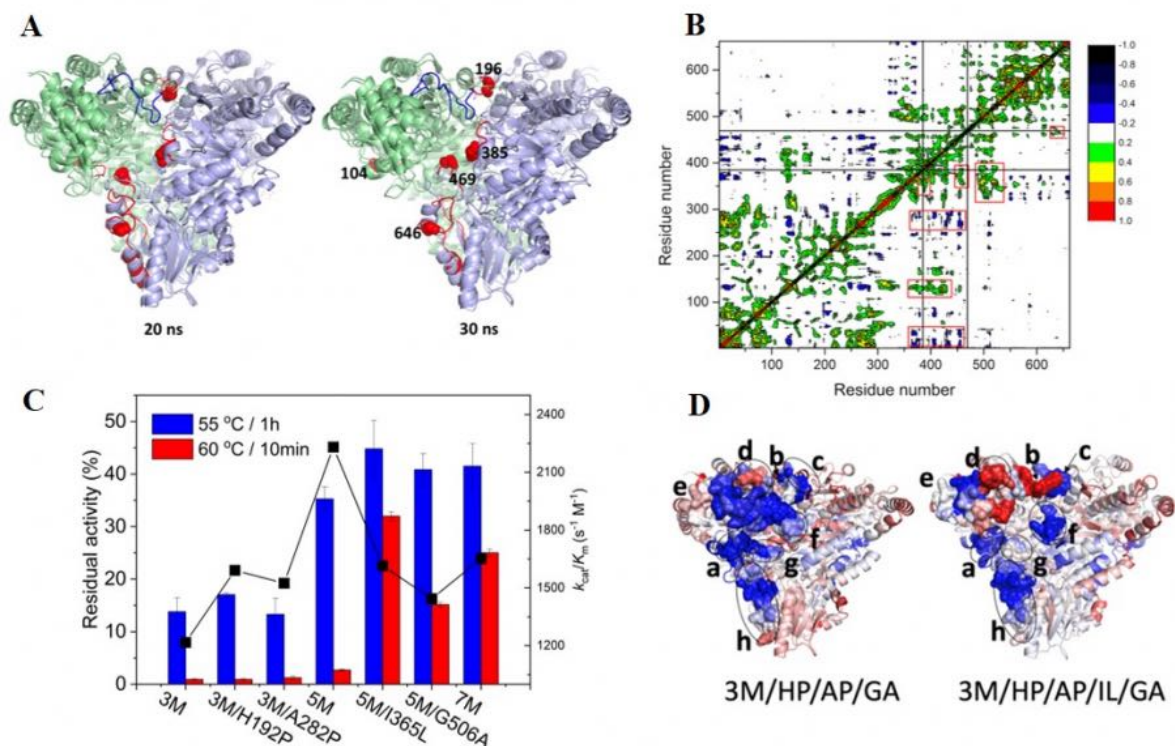 A
196
385
104
469
646
20 ns
30 ns
B
Residue number
600
500
400
300
200
100
100 200 300 400 500 600
Residue number
-1.0
-0.8
-0.6
-0.4
-0.2
0.2
0.4
0.6
0.8
1.0
C
Residual activity (%)
50
40
30
20
10
0
55 °C / 1h
60 °C / 10min
2400
2100
1800
1500
1200
kcat/Km (s-1 M-1)
3M
3M/H192P
3M/A282P
5M
5M/I365L
5M/G506A
7M
D
d b c
e
f
a g
h
3M/HP/AP/GA
d b c
e
f
a g
h
3M/HP/AP/IL/GA